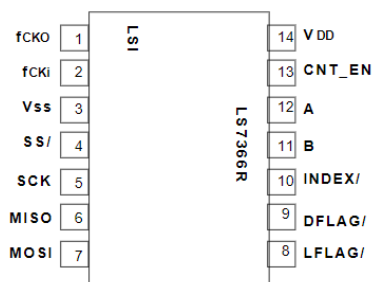 fCKO 1
fCKi 2
Vss 3
SS/ 4
SCK 5
MISO 6
MOSI 7
LSI
LS7366R
14 VDD
13 CNT_EN
12 A
11 B
10 INDEX/
9 DFLAG/
8 LFLAG/